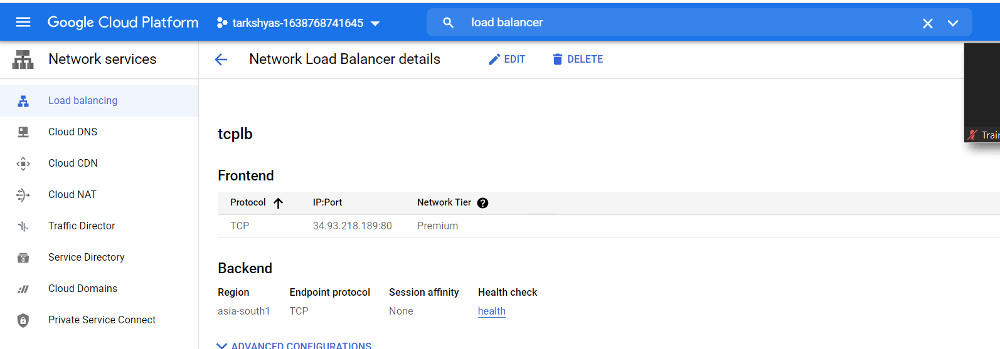 Google Cloud Platform tarkshyas-1638768741645 load balancer
Network services
Network Load Balancer details EDIT DELETE
Load balancing
Cloud DNS
Cloud CDN
Cloud NAT
Traffic Director
Service Directory
Cloud Domains
Private Service Connect
tcplb
Frontend
Protocol IP:Port Network Tier ?
TCP 34.93.218.189:80 Premium
Backend
Region Endpoint protocol Session affinity Health check
asia-south1 TCP None health
ADVANCED CONFIGURATIONS